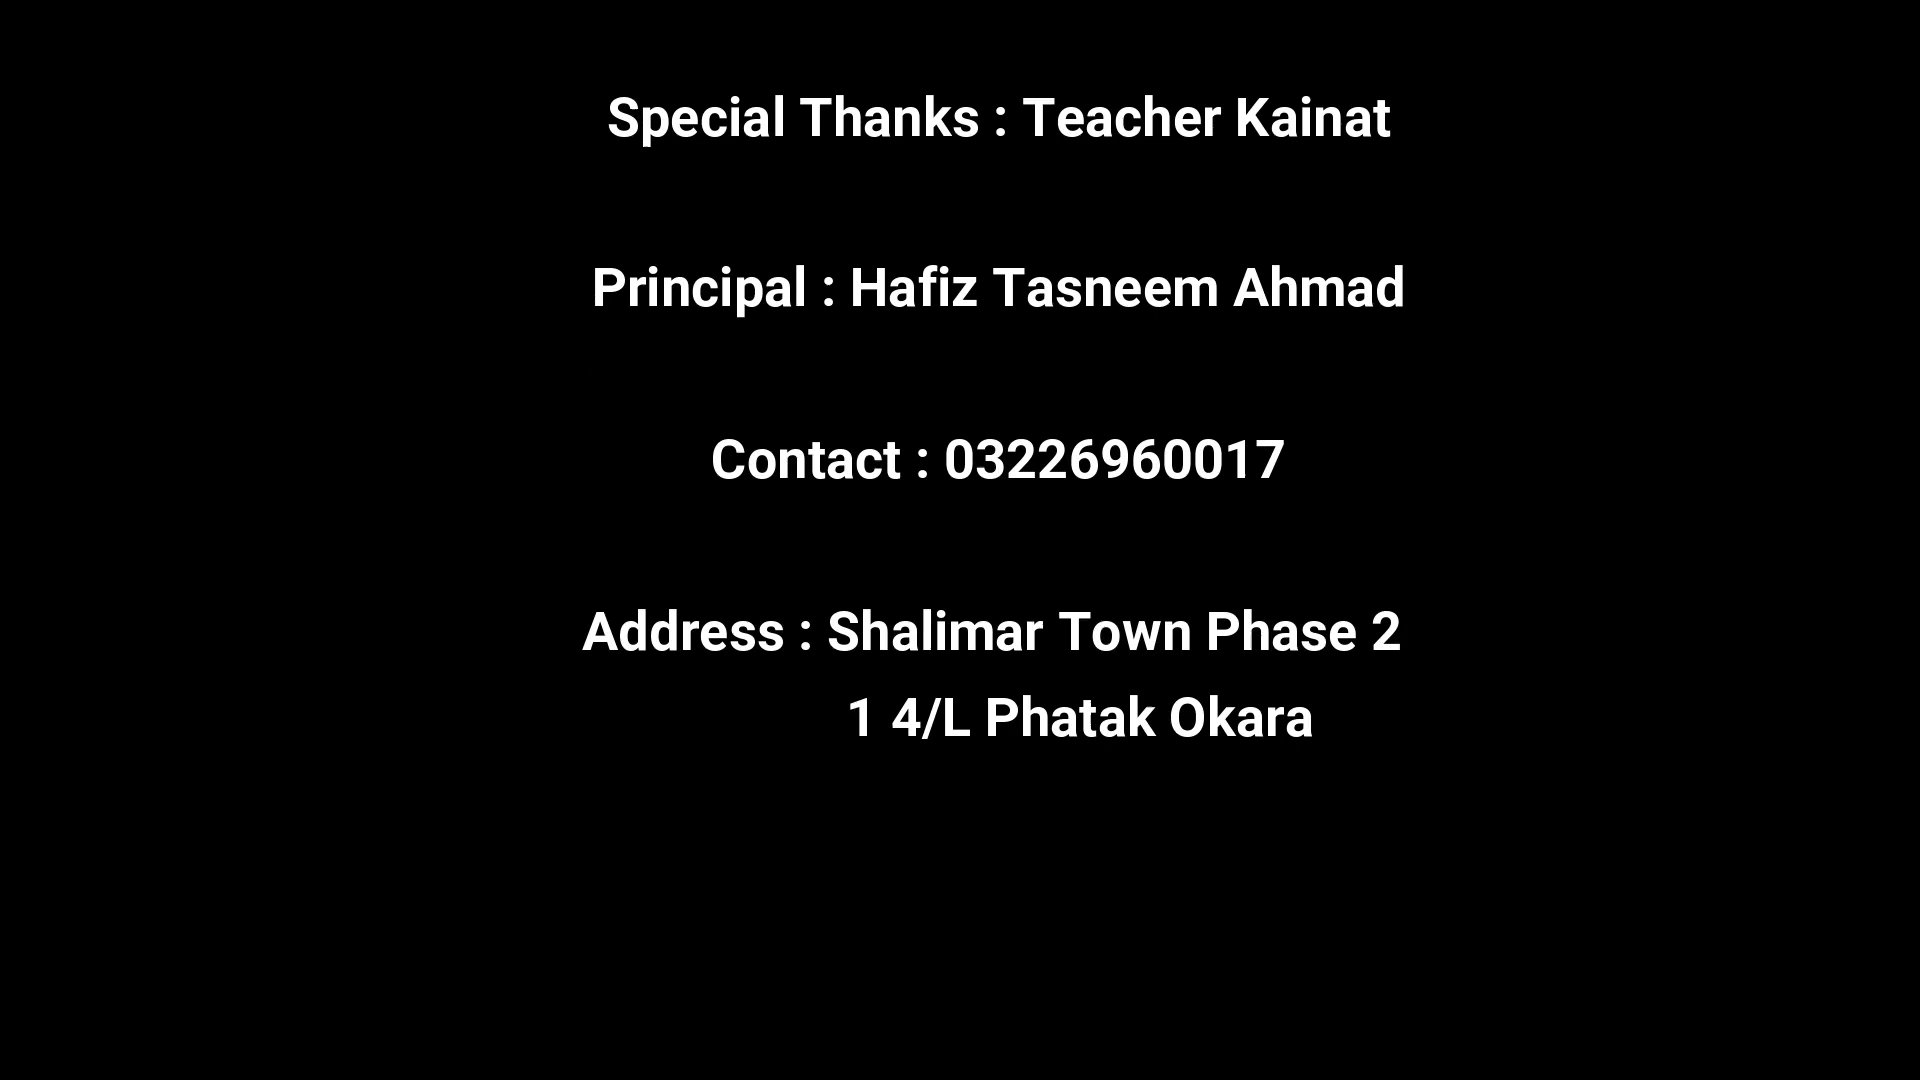 Special Thanks : Teacher Kainat
Principal : Hafiz Tasneem Ahmad
Contact : 03226960017
Address : Shalimar Town Phase 2
1 4/L Phatak Okara